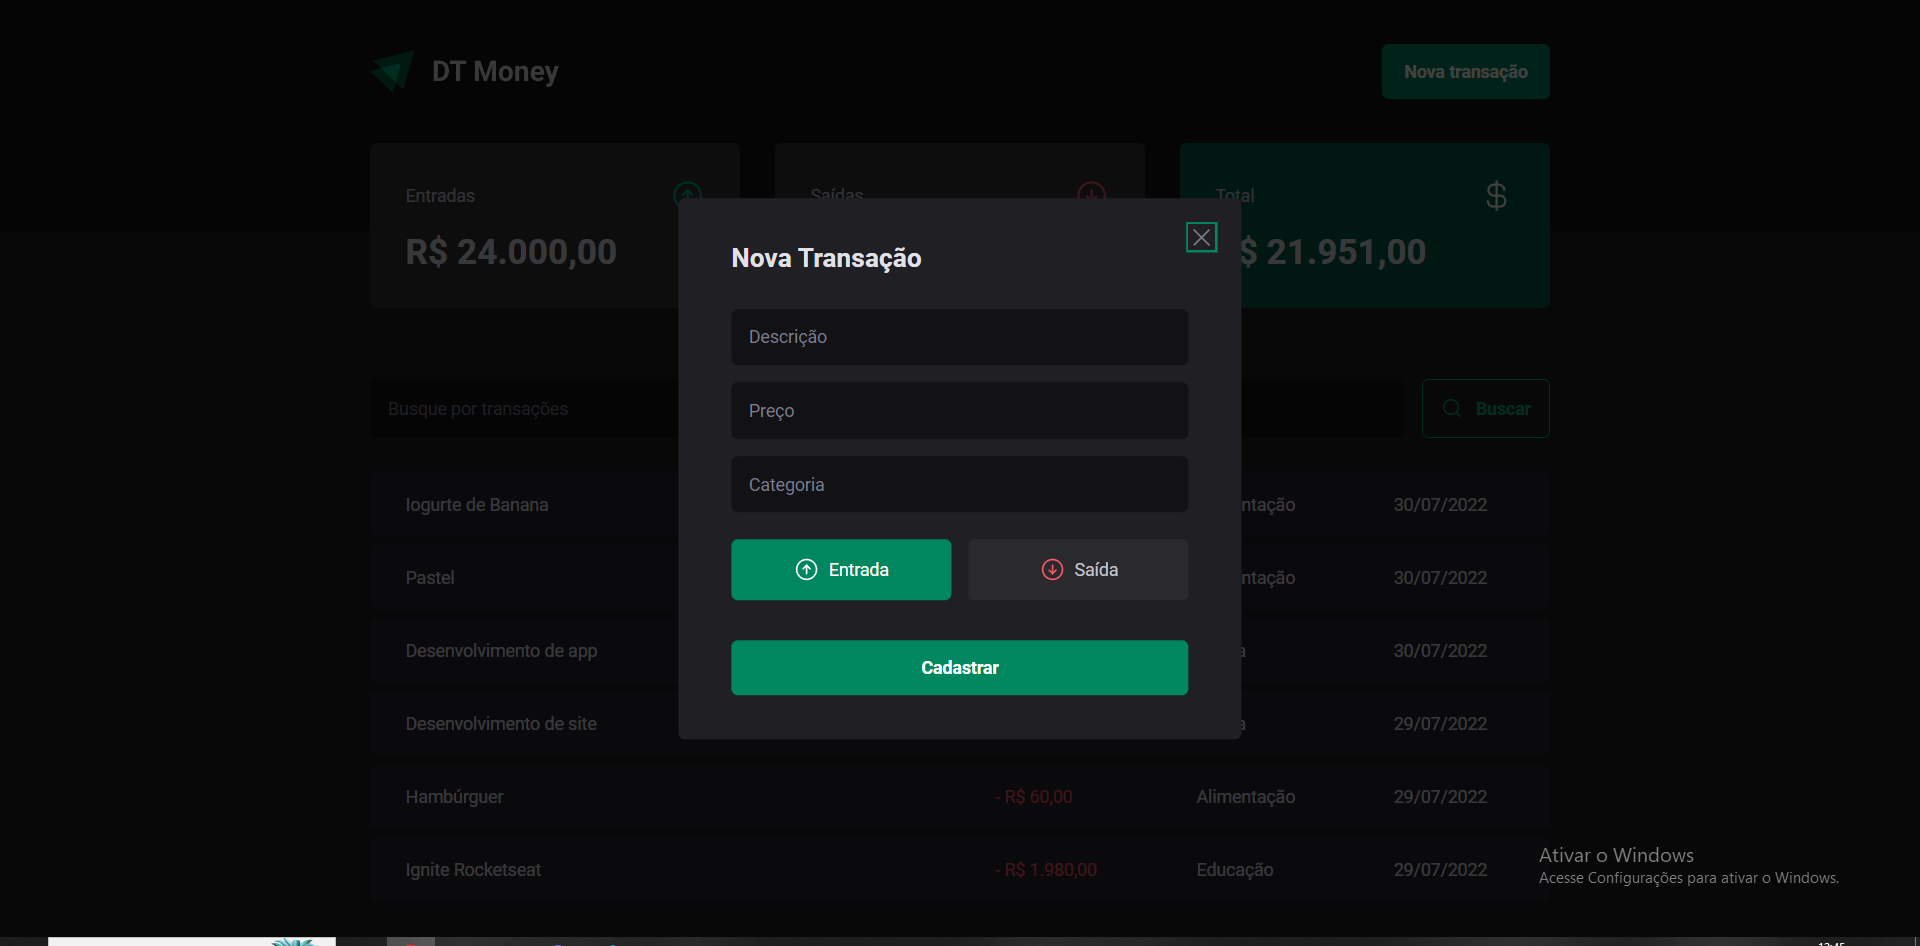 DT Money
Nova transação
Entradas
Saídas
Total
R$ 24.000,00
$ 21.951,00
Nova Transação
Descrição
Preço
Categoria
Entrada
Saída
Cadastrar
Busque por transações
Buscar
Iogurte de Banana
ntação
30/07/2022
Pastel
ntação
30/07/2022
Desenvolvimento de app
a
30/07/2022
Desenvolvimento de site
a
29/07/2022
Hambúrguer
- R$ 60,00
Alimentação
29/07/2022
Ignite Rocketseat
- R$ 1.980,00
Educação
29/07/2022
Ativar o Windows
Acesse Configurações para ativar o Windows.